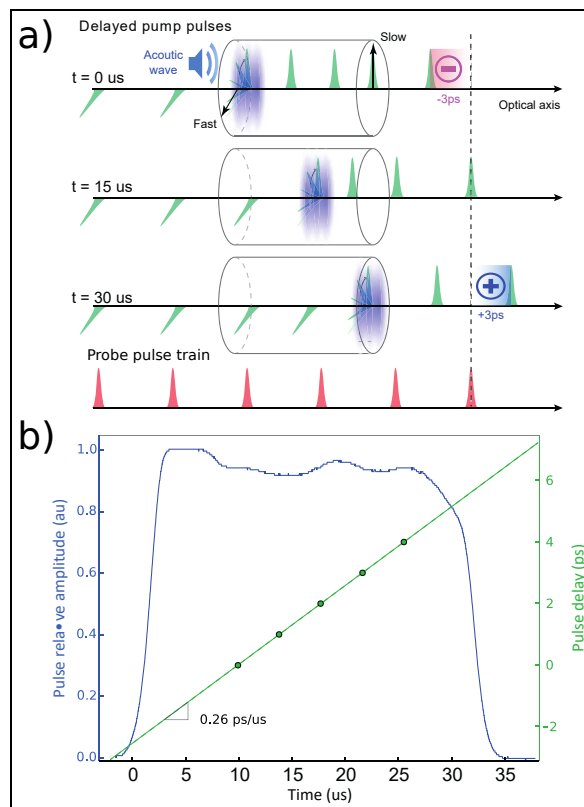 a)
Delayed pump pulses
Acoutic
wave
Slow
t = 0 us
Fast
-3ps
Optical axis
t = 15 us
t = 30 us
+3ps
Probe pulse train
b)
Pulse rela•ve amplitude (au)
1.0
0.8
0.6
0.4
0.2
0.0
0.26 ps/us
0
5
10
15
20
25
30
35
Time (us)
6
4
2
0
-2
Pulse delay (ps)